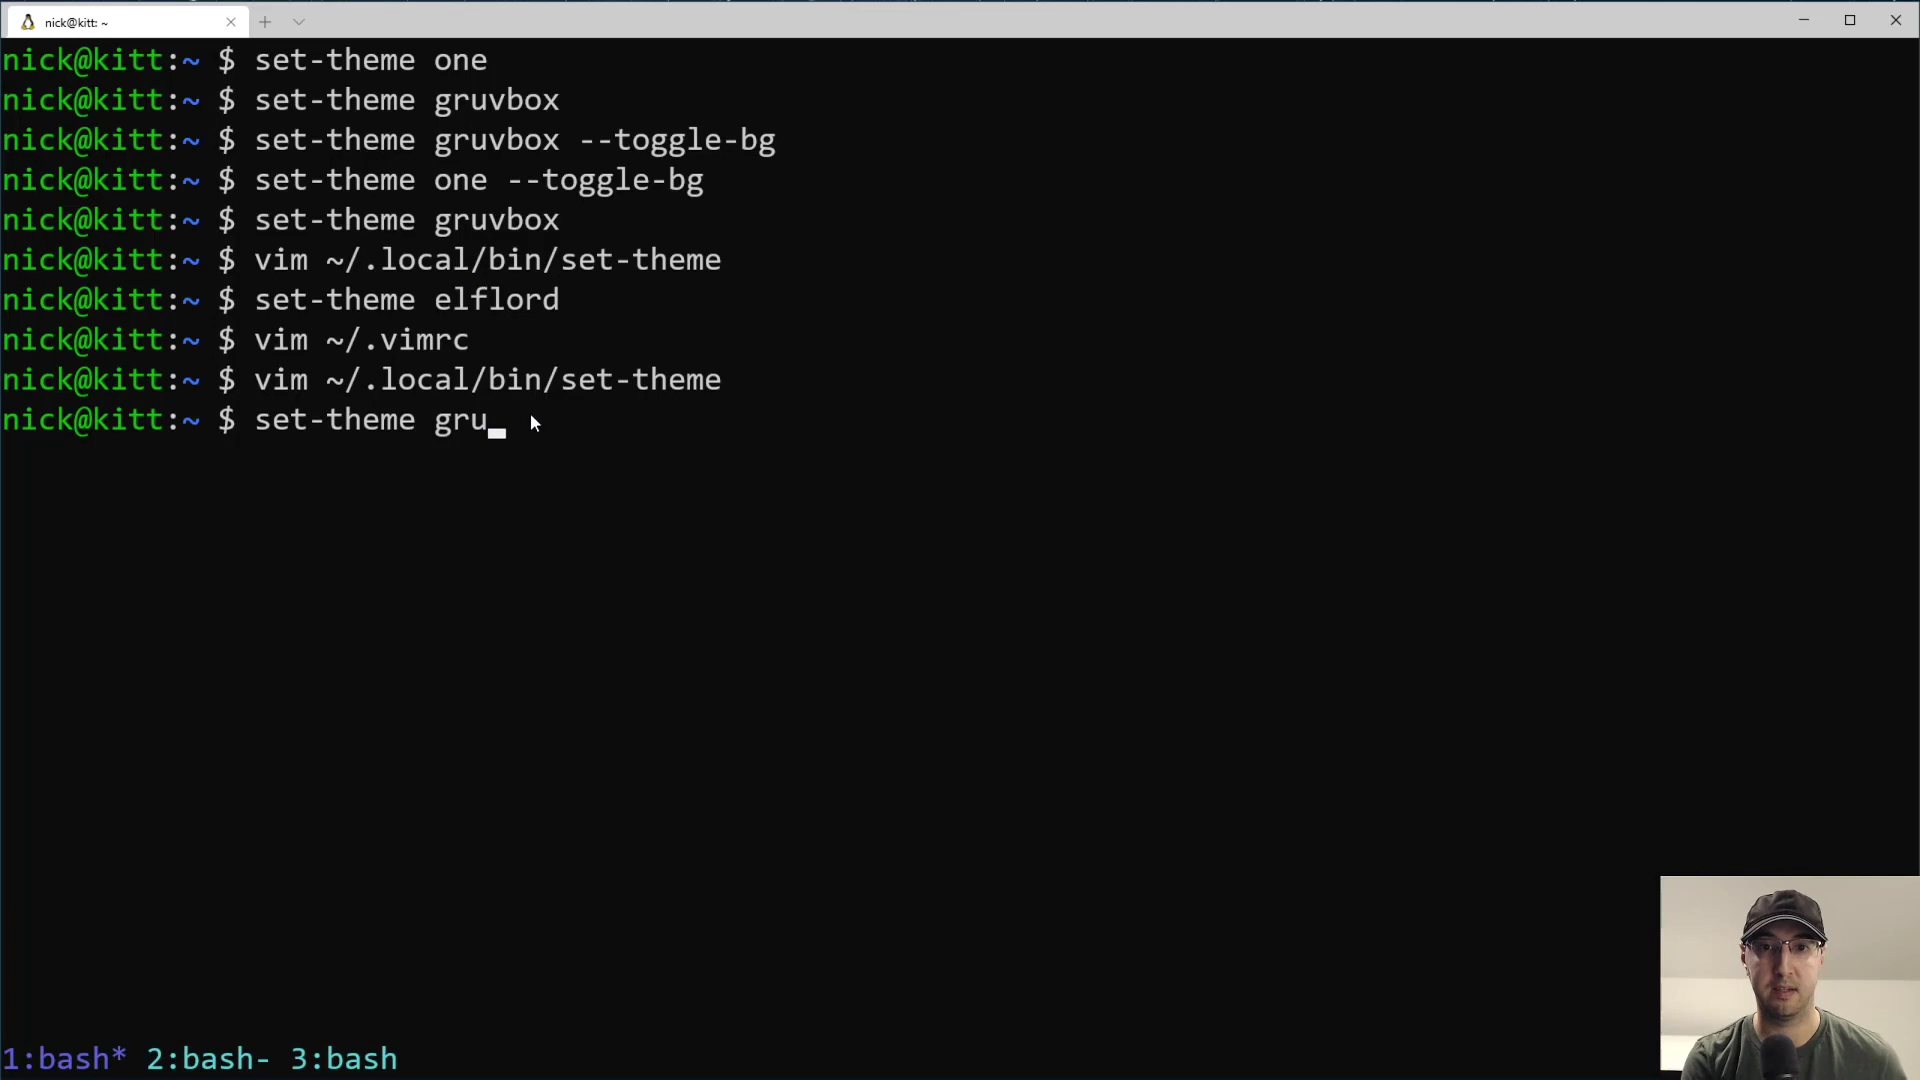 nick@kitt: ~
nick@kitt:~ $ set-theme one
nick@kitt:~ $ set-theme gruvbox
nick@kitt:~ $ set-theme gruvbox --toggle-bg
nick@kitt:~ $ set-theme one --toggle-bg
nick@kitt:~ $ set-theme gruvbox
nick@kitt:~ $ vim ~/.local/bin/set-theme
nick@kitt:~ $ set-theme elflord
nick@kitt:~ $ vim ~/.vimrc
nick@kitt:~ $ vim ~/.local/bin/set-theme
nick@kitt:~ $ set-theme gru
1:bash* 2:bash- 3:bash